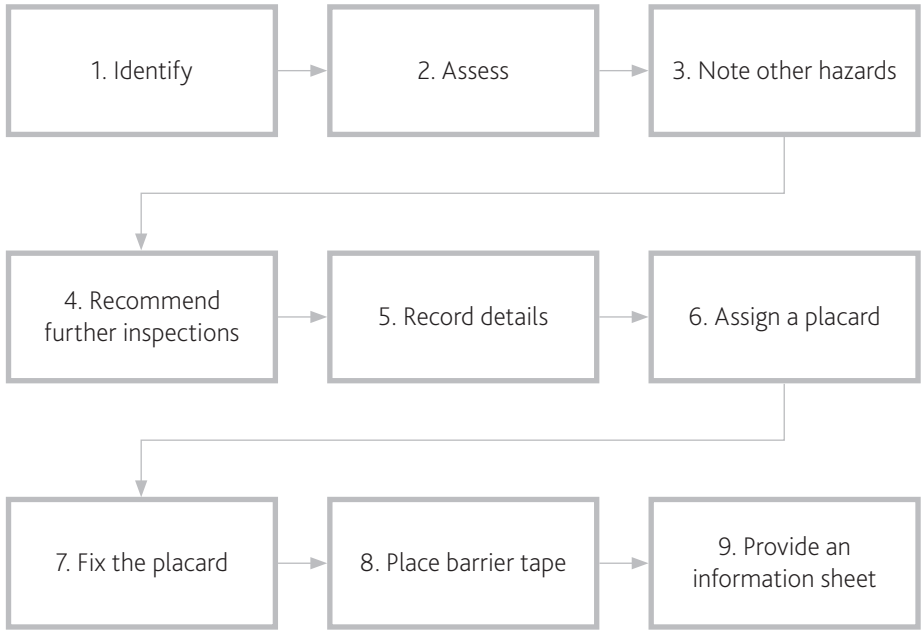 1. Identify
2. Assess
3. Note other hazards
4. Recommend
further inspections
5. Record details
6. Assign a placard
7. Fix the placard
8. Place barrier tape
9. Provide an
information sheet